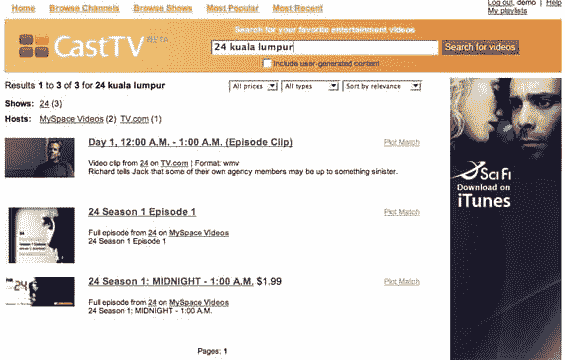 Home Browse Channels Browse Shows Most Popular Most Recent
Log out, demo | Help
My playlists
CastTV BETA
Search for your favorite entertainment videos
24 kuala lumpur Search for videos
Include user-generated content
Results 1 to 3 of 3 for 24 kuala lumpur All prices All types Sort by relevance
Shows: 24 (3)
Hosts: MySpace Videos (2) TV.com (1)
Day 1, 12:00 A.M. - 1:00 A.M. (Episode Clip) Plot Match
Video clip from 24 on TV.com | Format: wmv
Richard tells Jack that some of their own agency members may be up to something sinister.
24 Season 1 Episode 1 Plot Match
Full episode from 24 on MySpace Videos
24 Season 1 Episode 1
24 Season 1: MIDNIGHT - 1:00 A.M. $1.99 Plot Match
Full episode from 24 on MySpace Videos
24 Season 1: MIDNIGHT - 1:00 A.M.
Pages: 1
SCI FI
Download on
iTunes